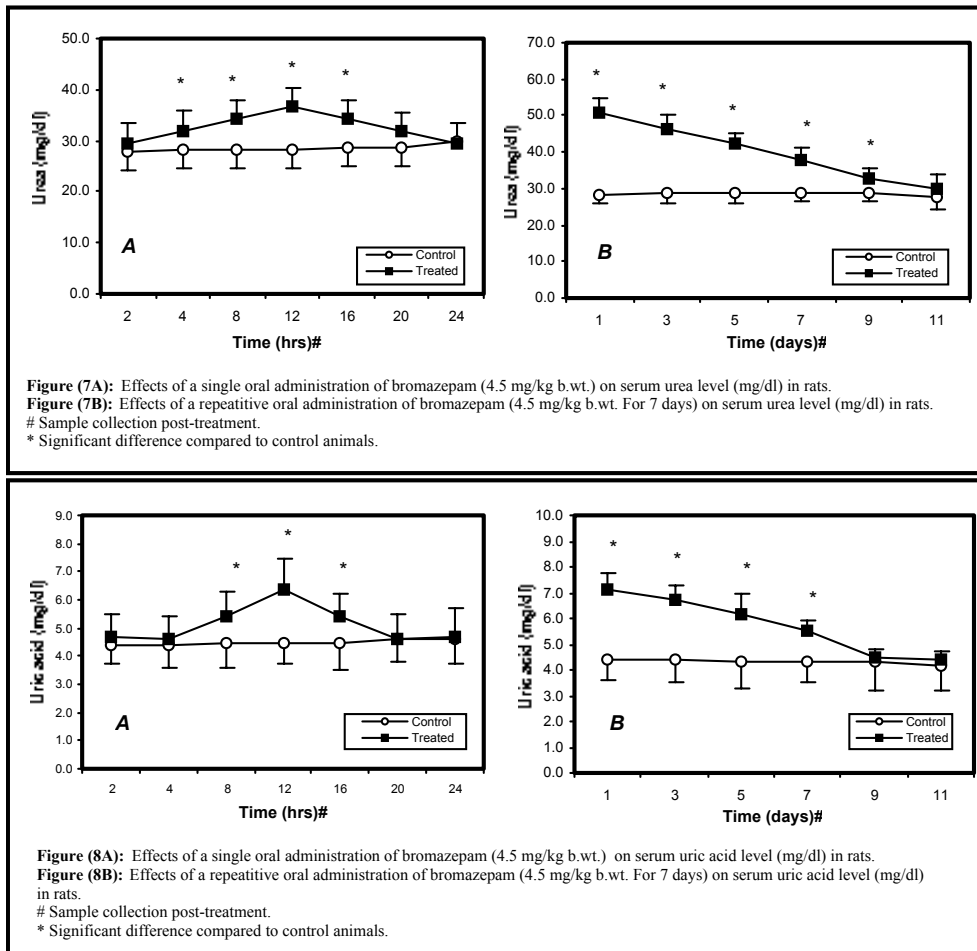 50.0
40.0
30.0
20.0
10.0
0.0
Urea (mg/dl)
* * * *
A
Control
Treated
2 4 8 12 16 20 24
Time (hrs)#
70.0
60.0
50.0
40.0
30.0
20.0
10.0
0.0
Urea (mg/dl)
* * * * *
B
Control
Treated
1 3 5 7 9 11
Time (days)#
Figure (7A): Effects of a single oral administration of bromazepam (4.5 mg/kg b.wt.) on serum urea level (mg/dl) in rats.
Figure (7B): Effects of a repeatitive oral administration of bromazepam (4.5 mg/kg b.wt. For 7 days) on serum urea level (mg/dl) in rats.
# Sample collection post-treatment.
* Significant difference compared to control animals.
9.0
8.0
7.0
6.0
5.0
4.0
3.0
2.0
1.0
0.0
Uric acid (mg/dl)
* * *
A
Control
Treated
2 4 8 12 16 20 24
Time (hrs)#
10.0
9.0
8.0
7.0
6.0
5.0
4.0
3.0
2.0
1.0
0.0
Uric acid (mg/dl)
* * * *
B
Control
Treated
1 3 5 7 9 11
Time (days)#
Figure (8A): Effects of a single oral administration of bromazepam (4.5 mg/kg b.wt.) on serum uric acid level (mg/dl) in rats.
Figure (8B): Effects of a repeatitive oral administration of bromazepam (4.5 mg/kg b.wt. For 7 days) on serum uric acid level (mg/dl)
in rats.
# Sample collection post-treatment.
* Significant difference compared to control animals.